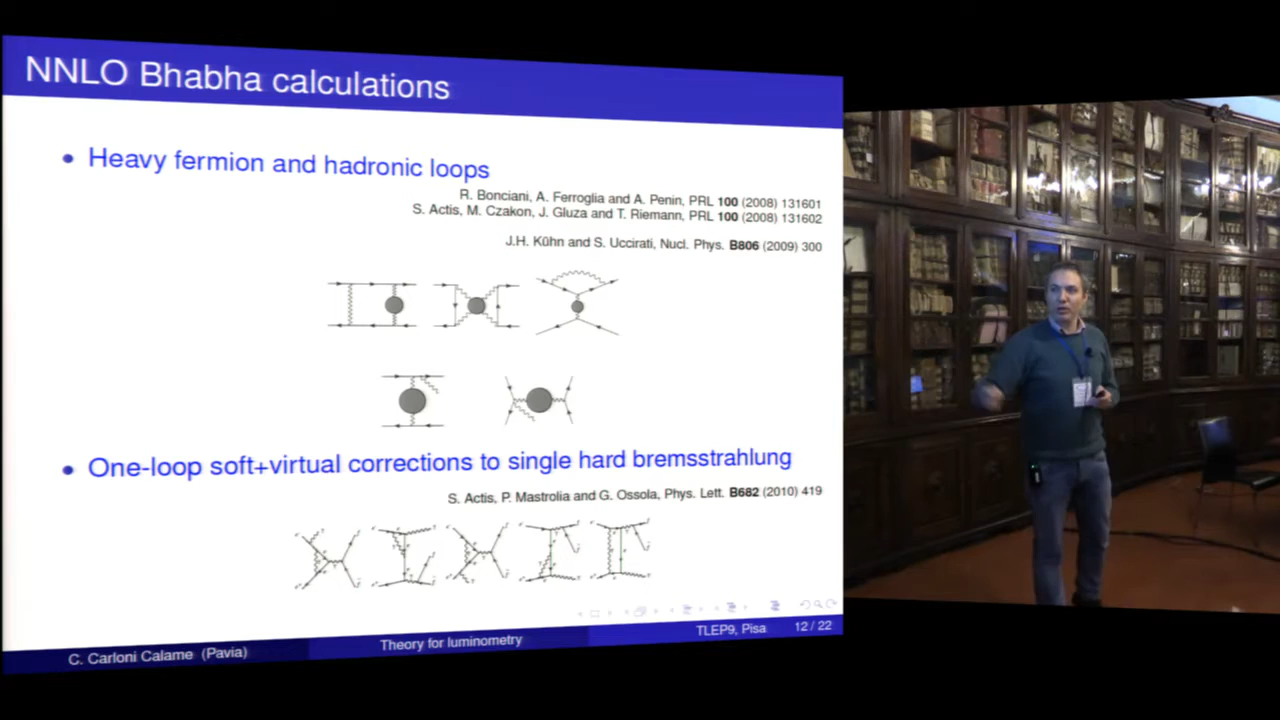 NNLO Bhabha calculations
• Heavy fermion and hadronic loops
R. Bonciani, A. Ferroglia and A. Penin, PRL 100 (2008) 131601
S. Actis, M. Czakon, J. Gluza and T. Riemann, PRL 100 (2008) 131602
J.H. Kühn and S. Uccirati, Nucl. Phys. B806 (2009) 300
• One-loop soft+virtual corrections to single hard bremsstrahlung
S. Actis, P. Mastrolia and G. Ossola, Phys. Lett. B682 (2010) 419
TLEP9, Pisa 12 / 22
C. Carloni Calame (Pavia) Theory for luminometry